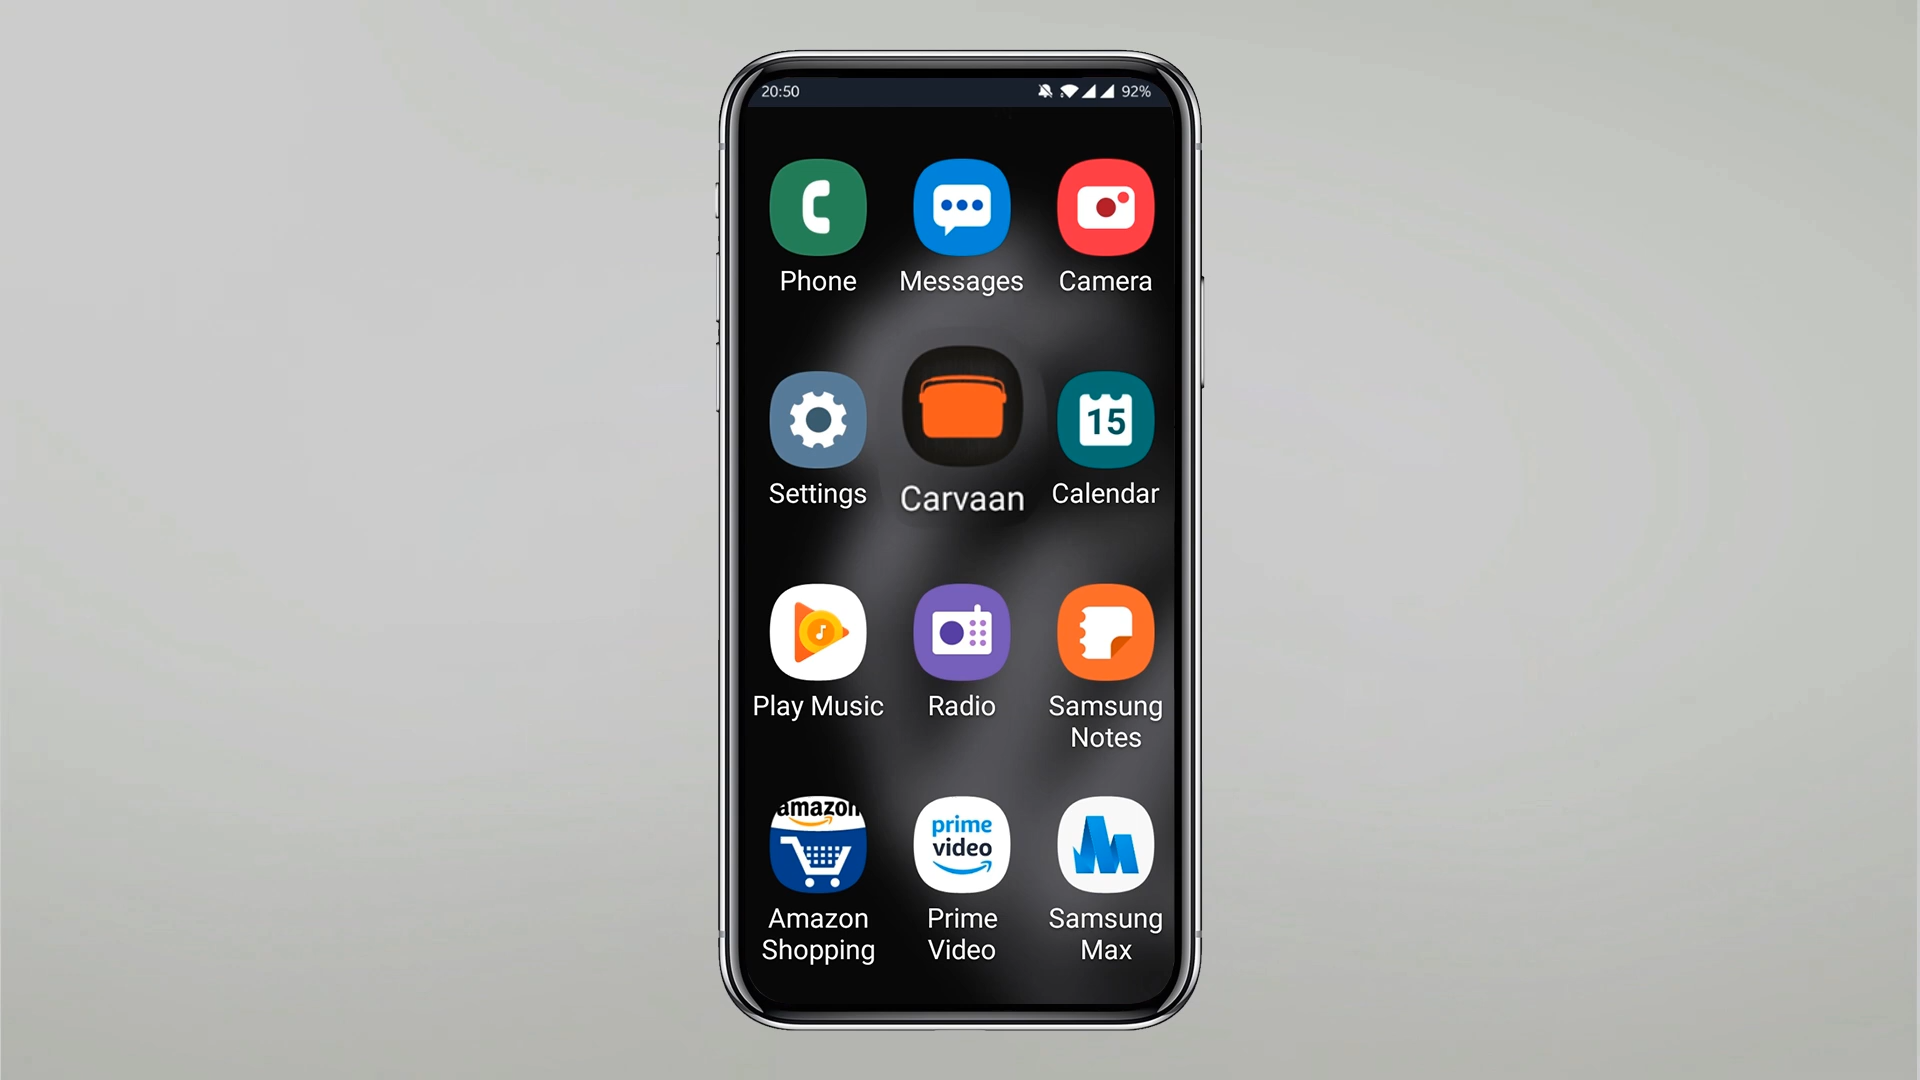 20:50 92%
Phone Messages Camera
15
Settings Carvaan Calendar
Play Music Radio Samsung
Notes
amazon
prime
video
Amazon Prime Samsung
Shopping Video Max